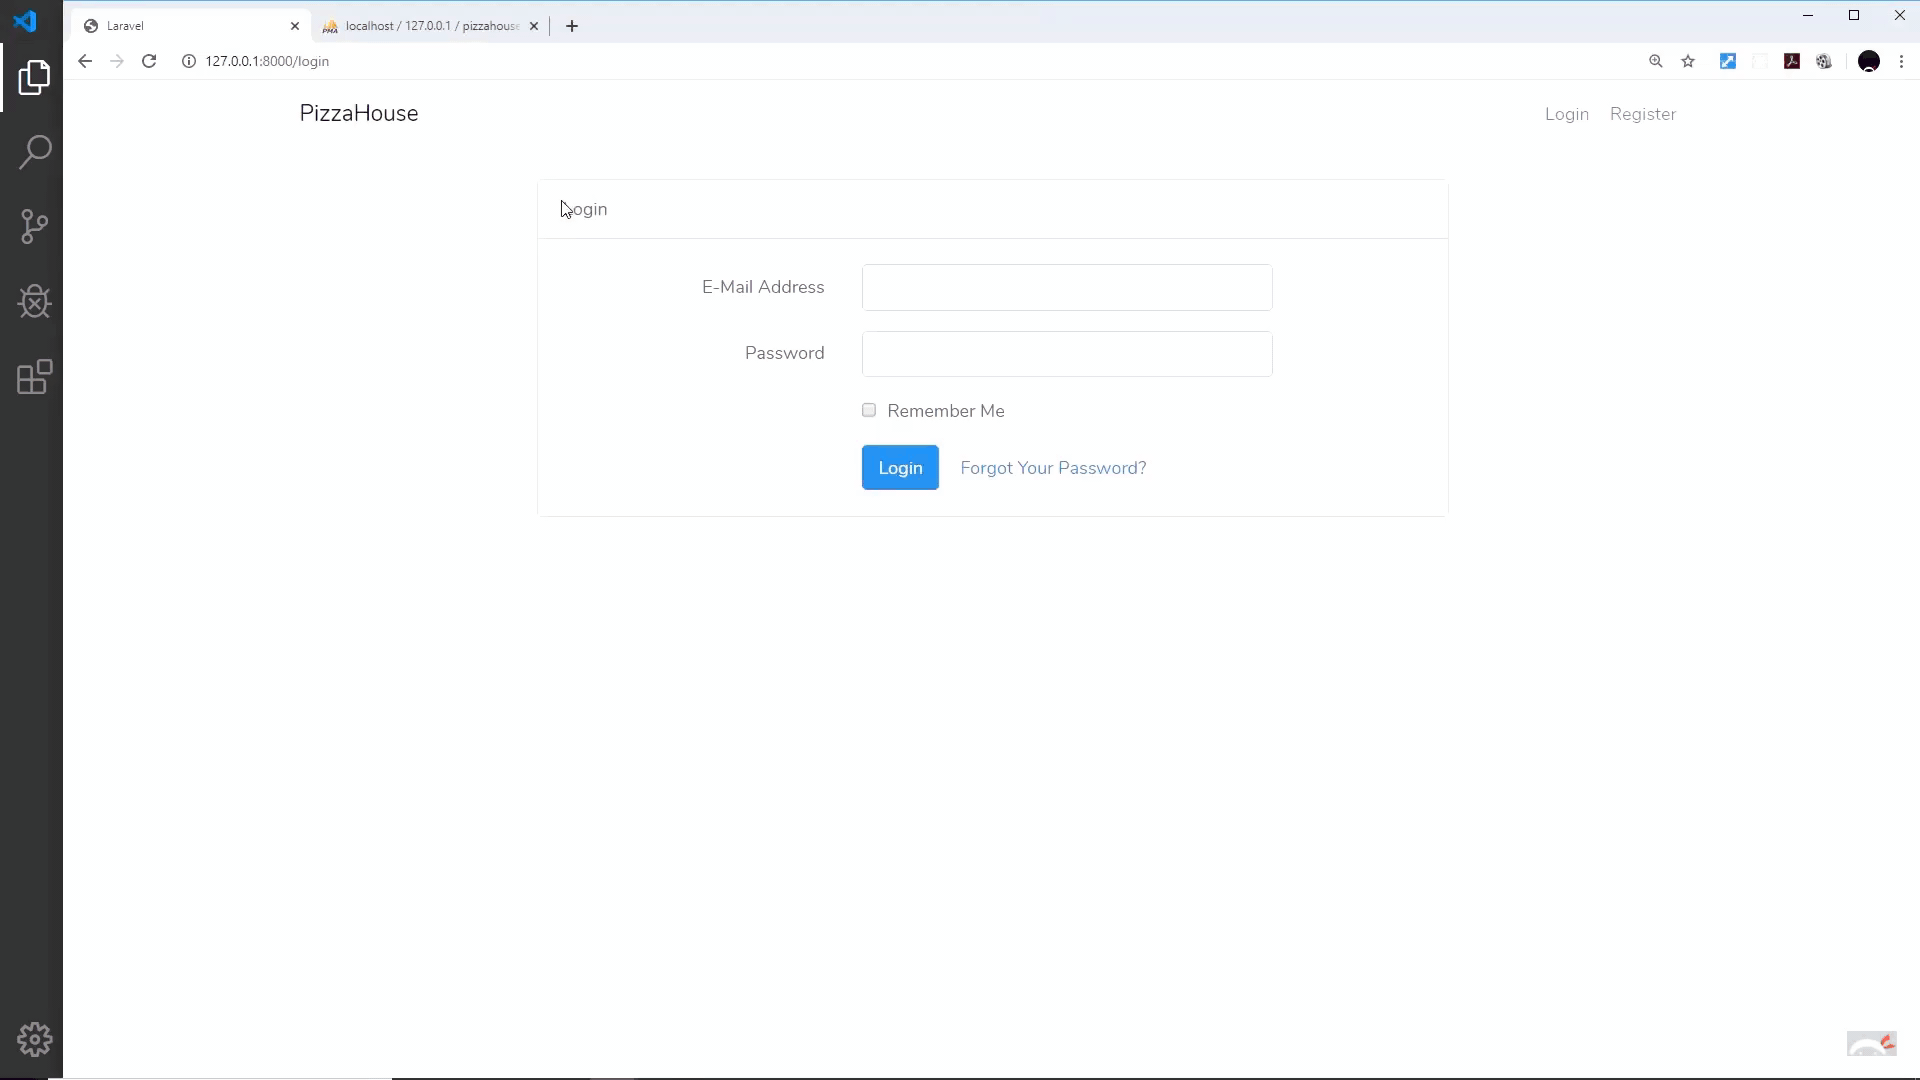 Laravel
localhost / 127.0.0.1 / pizzahouse
127.0.0.1:8000/login
PizzaHouse
Login
Register
Login
E-Mail Address
Password
Remember Me
Login
Forgot Your Password?